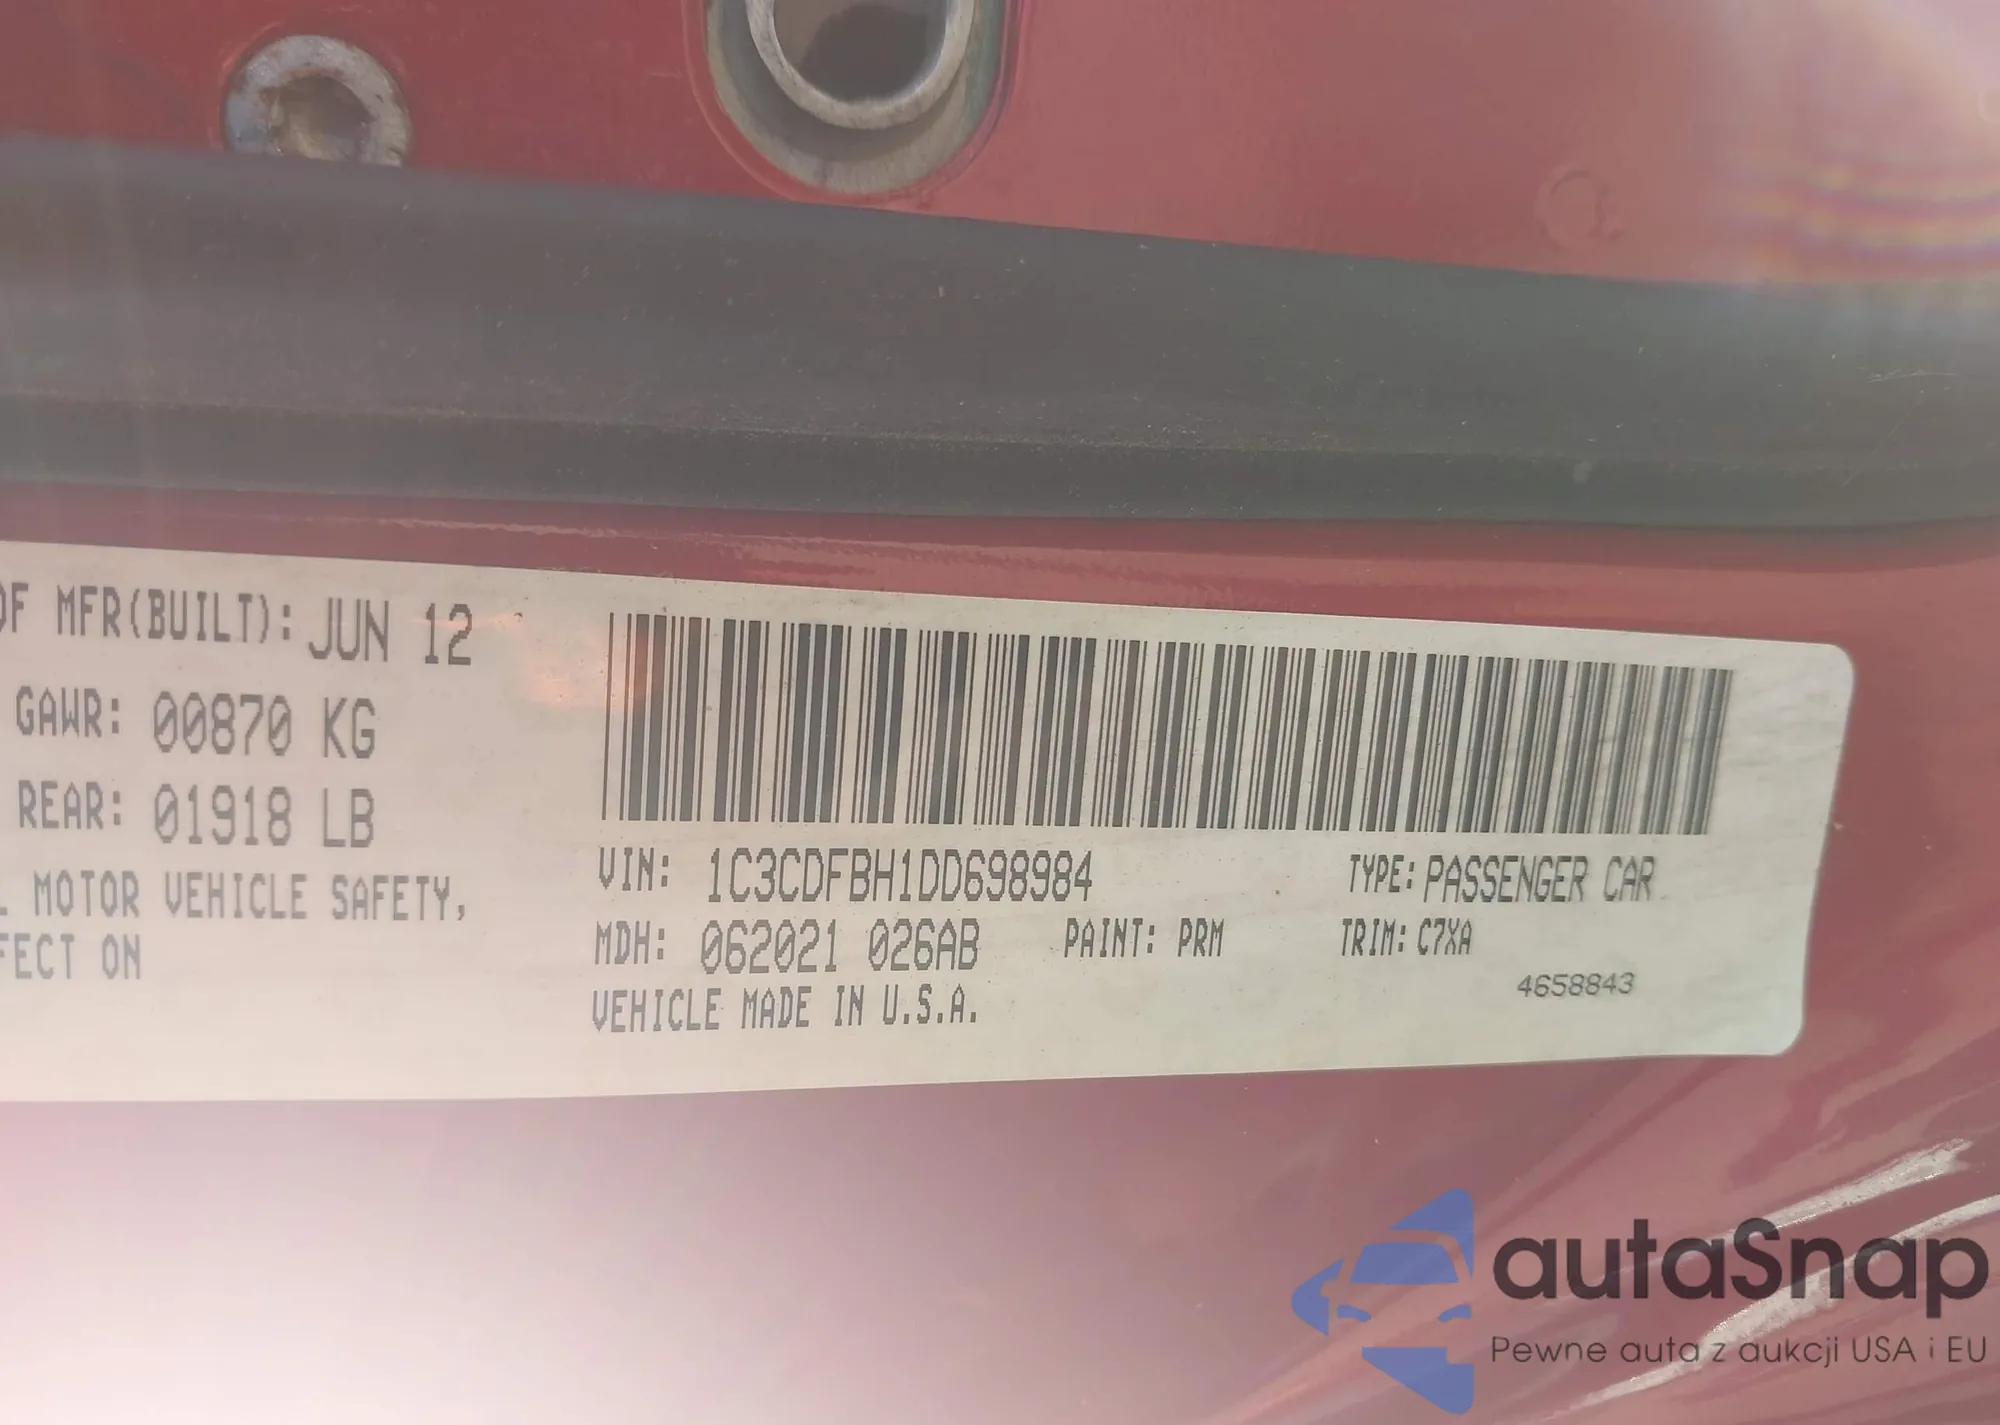 OF MFR(BUILT): JUN 12
GAWR: 00870 KG
REAR: 01918 LB
MOTOR VEHICLE SAFETY,
FECT ON
VIN: 1C3CDFBH1DD698984
TYPE: PASSENGER CAR
MDH: 062021 026AB
PAINT: PRM
TRIM: C7XA
VEHICLE MADE IN U.S.A.
4658843
autaSnap
Pewne auta z aukcji USA i EU